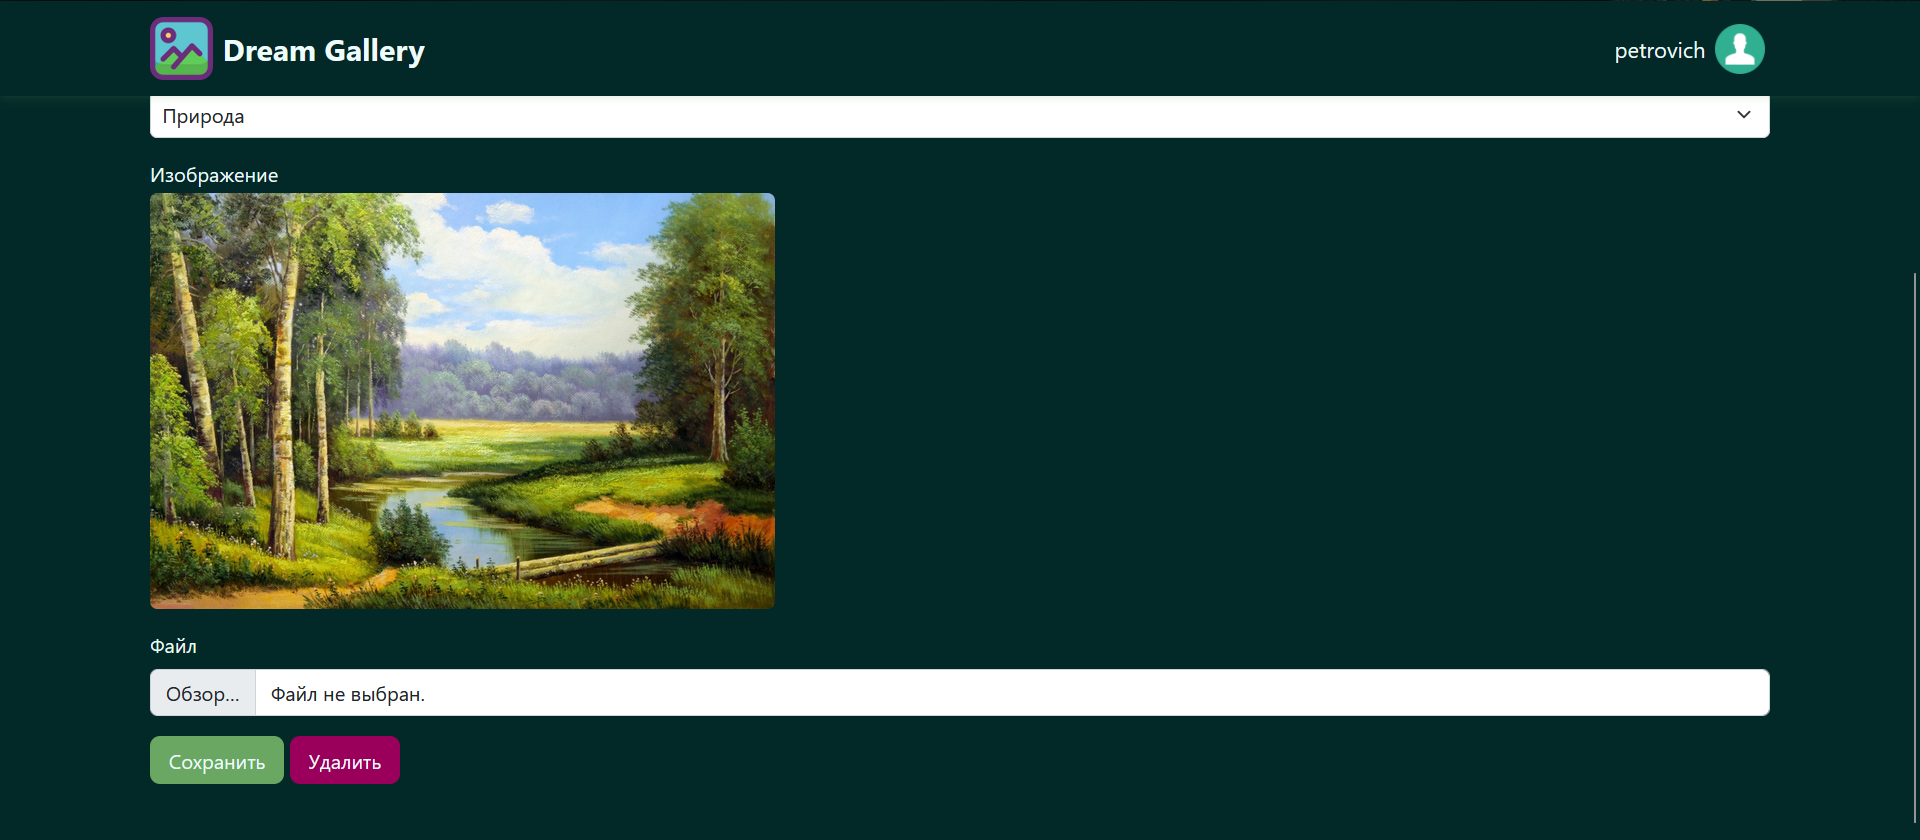 Dream Gallery
petrovich
Природа
Изображение
Файл
Обзор... Файл не выбран.
Сохранить Удалить